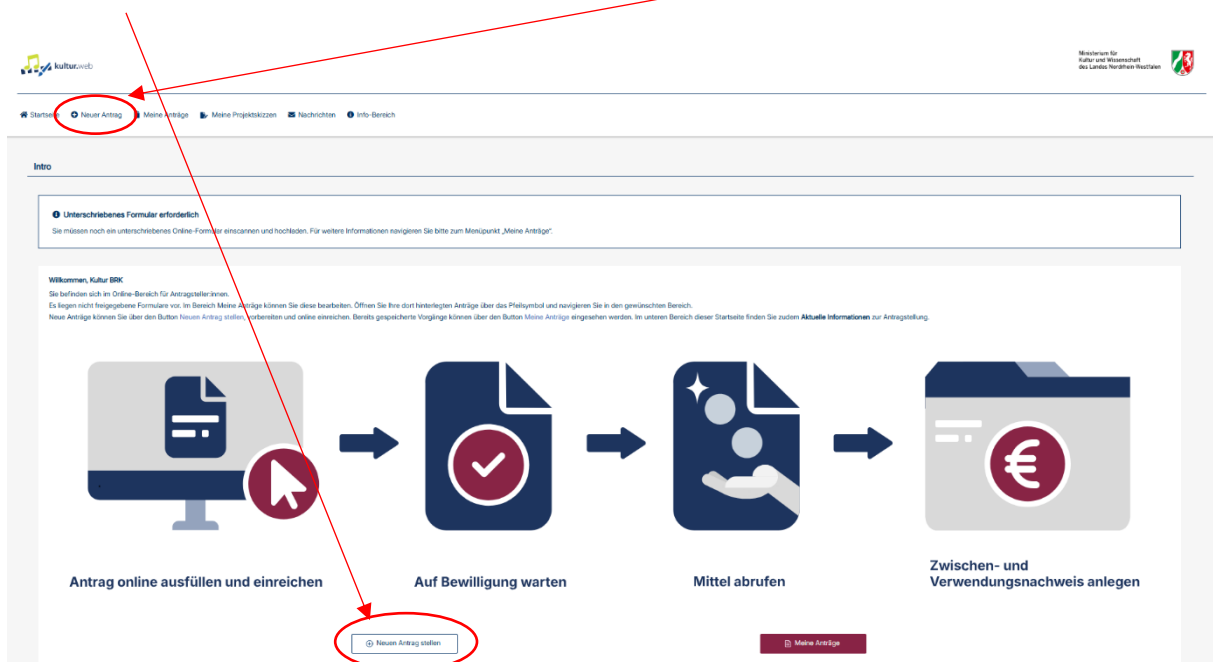 kultur.web
Ministerium für
Kultur und Wissenschaft
des Landes Nordrhein-Westfalen
Startseite Neuer Antrag Meine Anträge Meine Projektskizzen Nachrichten Info-Bereich
Intro
Unterschriebenes Formular erforderlich
Sie müssen noch ein unterschriebenes Online-Formular einscannen und hochladen. Für weitere Informationen navigieren Sie bitte zum Menüpunkt „Meine Anträge“.
Willkommen, Kultur BRK
Sie befinden sich im Online-Bereich für Antragsteller:innen.
Es liegen nicht freigegebene Formulare vor. Im Bereich Meine Anträge können Sie diese bearbeiten. Öffnen Sie Ihre dort hinterlegten Anträge über das Pfeilsymbol und navigieren Sie in den gewünschten Bereich.
Neue Anträge können Sie über den Button Neuen Antrag stellen, vorbereiten und online einreichen. Bereits gespeicherte Vorgänge können über den Button Meine Anträge eingesehen werden. Im unteren Bereich dieser Startseite finden Sie zudem Aktuelle Informationen zur Antragstellung.
€
Antrag online ausfüllen und einreichen
Auf Bewilligung warten
Mittel abrufen
Zwischen- und
Verwendungsnachweis anlegen
Neuen Antrag stellen
Meine Anträge